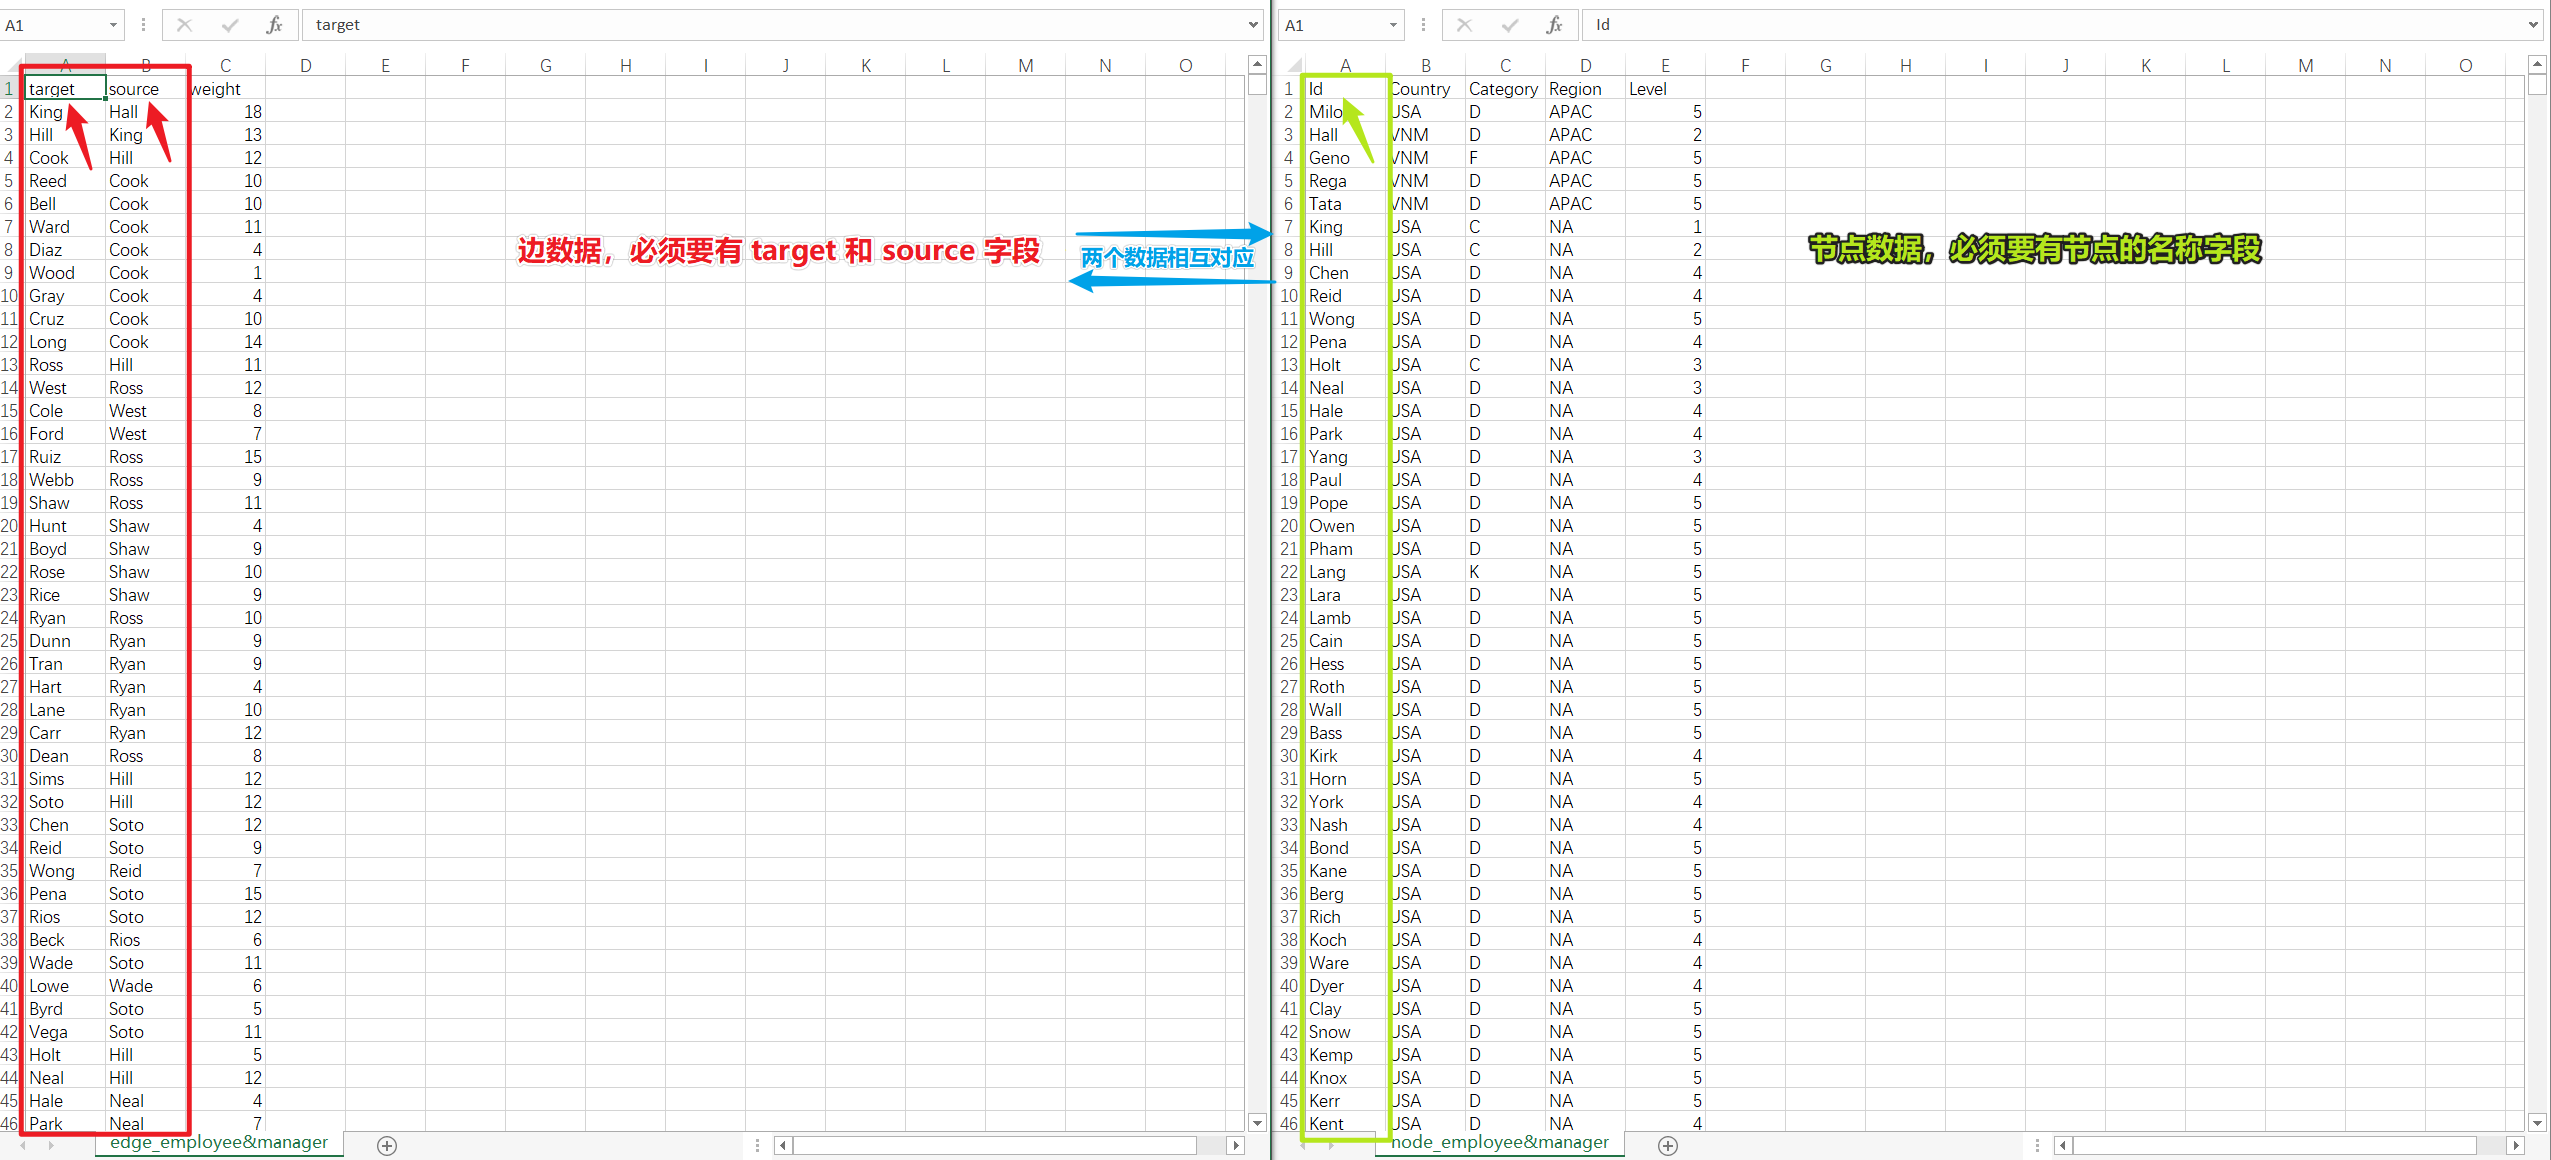 A1 fx target
A B C D E F G H I J K L M N O
1 target source weight
2 King Hall 18
3 Hill King 13
4 Cook Hill 12
5 Reed Cook 10
6 Bell Cook 10
7 Ward Cook 11
8 Diaz Cook 4
9 Wood Cook 1
10 Gray Cook 4
11 Cruz Cook 10
12 Long Cook 14
13 Ross Hill 11
14 West Ross 12
15 Cole West 8
16 Ford West 7
17 Ruiz Ross 15
18 Webb Ross 9
19 Shaw Ross 11
20 Hunt Shaw 4
21 Boyd Shaw 9
22 Rose Shaw 10
23 Rice Shaw 9
24 Ryan Ross 10
25 Dunn Ryan 9
26 Tran Ryan 9
27 Hart Ryan 4
28 Lane Ryan 10
29 Carr Ryan 12
30 Dean Ross 8
31 Sims Hill 12
32 Soto Hill 12
33 Chen Soto 12
34 Reid Soto 9
35 Wong Reid 7
36 Pena Soto 15
37 Rios Soto 12
38 Beck Rios 6
39 Wade Soto 11
40 Lowe Wade 6
41 Byrd Soto 5
42 Vega Soto 11
43 Holt Hill 5
44 Neal Hill 12
45 Hale Neal 4
46 Park Neal 7
边数据，必须要有 target 和 source 字段
edge_employee&manager
两个数据相互对应
A1 fx Id
A B C D E F G H I J K L M N O
1 Id Country Category Region Level
2 Milo USA D APAC 5
3 Hall VNM D APAC 2
4 Geno VNM F APAC 5
5 Rega VNM D APAC 5
6 Tata VNM D APAC 5
7 King USA C NA 1
8 Hill USA C NA 2
9 Chen USA D NA 4
10 Reid USA D NA 4
11 Wong USA D NA 5
12 Pena USA D NA 4
13 Holt USA C NA 3
14 Neal USA D NA 3
15 Hale USA D NA 4
16 Park USA D NA 4
17 Yang USA D NA 3
18 Paul USA D NA 4
19 Pope USA D NA 5
20 Owen USA D NA 5
21 Pham USA D NA 5
22 Lang USA K NA 5
23 Lara USA D NA 5
24 Lamb USA D NA 5
25 Cain USA D NA 5
26 Hess USA D NA 5
27 Roth USA D NA 5
28 Wall USA D NA 5
29 Bass USA D NA 5
30 Kirk USA D NA 4
31 Horn USA D NA 5
32 York USA D NA 4
33 Nash USA D NA 4
34 Bond USA D NA 5
35 Kane USA D NA 5
36 Berg USA D NA 5
37 Rich USA D NA 5
38 Koch USA D NA 4
39 Ware USA D NA 4
40 Dyer USA D NA 4
41 Clay USA D NA 5
42 Snow USA D NA 5
43 Kemp USA D NA 5
44 Knox USA D NA 5
45 Kerr USA D NA 5
46 Kent USA D NA 4
节点数据，必须要有节点的名称字段
node_employee&manager